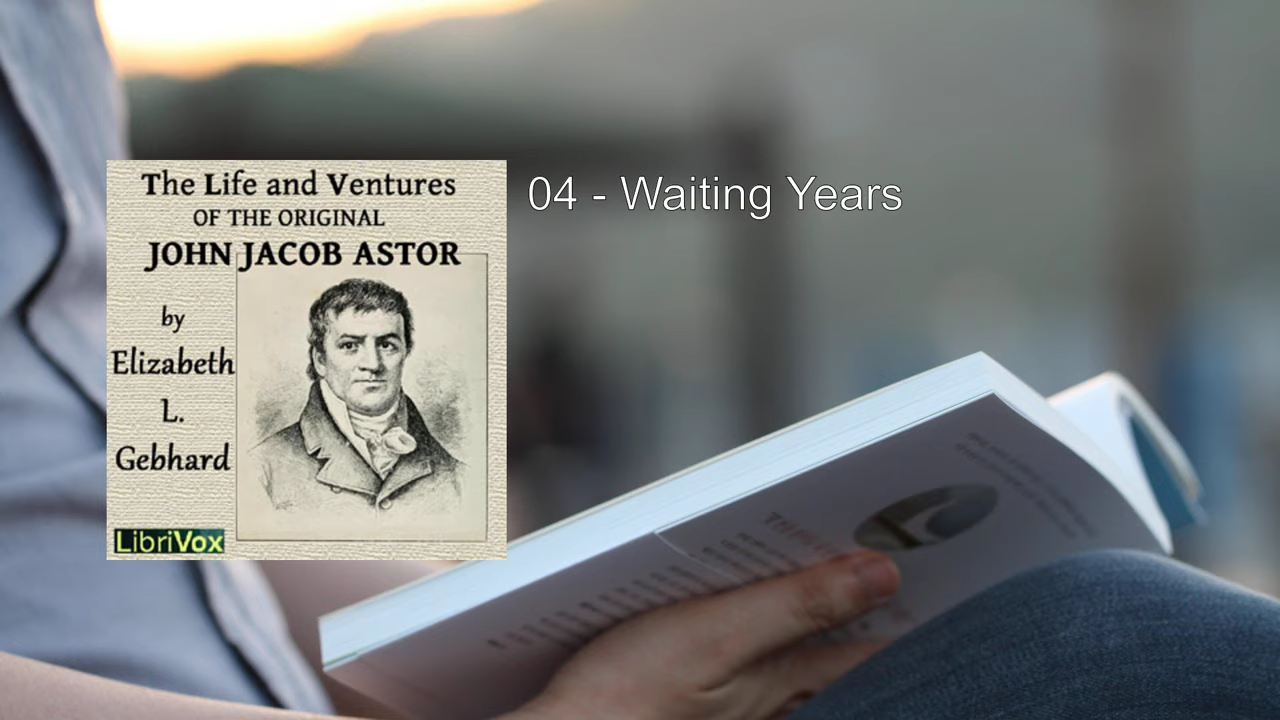 The Life and Ventures
OF THE ORIGINAL
JOHN JACOB ASTOR
by
Elizabeth
L.
Gebhard
LibriVox
04 - Waiting Years